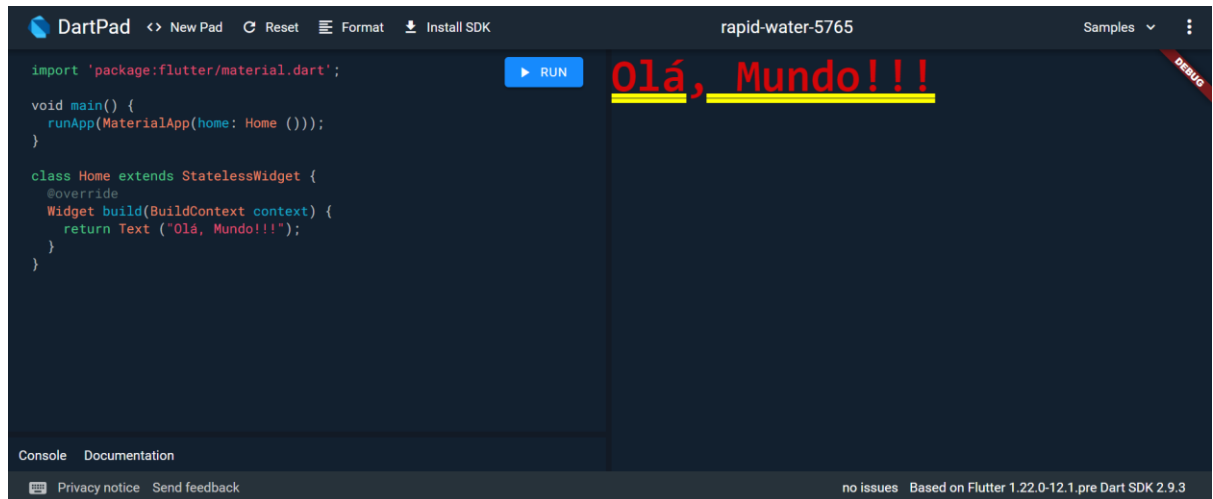 DartPad <> New Pad Reset Format Install SDK rapid-water-5765 Samples
import 'package:flutter/material.dart';
RUN
void main() {
runApp(MaterialApp(home: Home ()));
}
class Home extends StatelessWidget {
@override
Widget build(BuildContext context) {
return Text ("Olá, Mundo!!!");
}
}
Olá, Mundo!!!
DEBUG
Console Documentation
Privacy notice Send feedback no issues Based on Flutter 1.22.0-12.1.pre Dart SDK 2.9.3